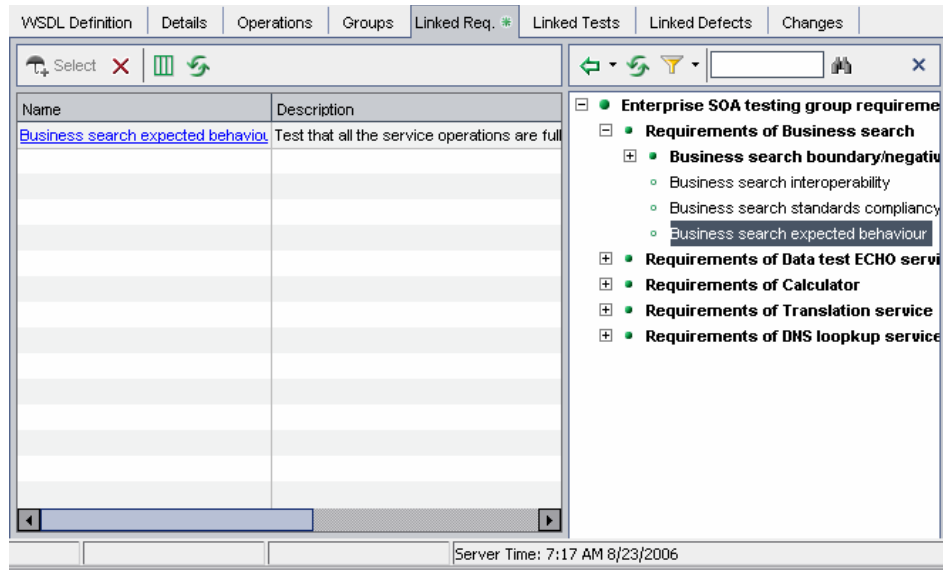 WSDL Definition Details Operations Groups Linked Req. * Linked Tests Linked Defects Changes
Select
Name Description
Business search expected behaviou Test that all the service operations are full
Enterprise SOA testing group requireme
Requirements of Business search
Business search boundary/negativ
Business search interoperability
Business search standards compliancy
Business search expected behaviour
Requirements of Data test ECHO servi
Requirements of Calculator
Requirements of Translation service
Requirements of DNS loopkup service
Server Time: 7:17 AM 8/23/2006